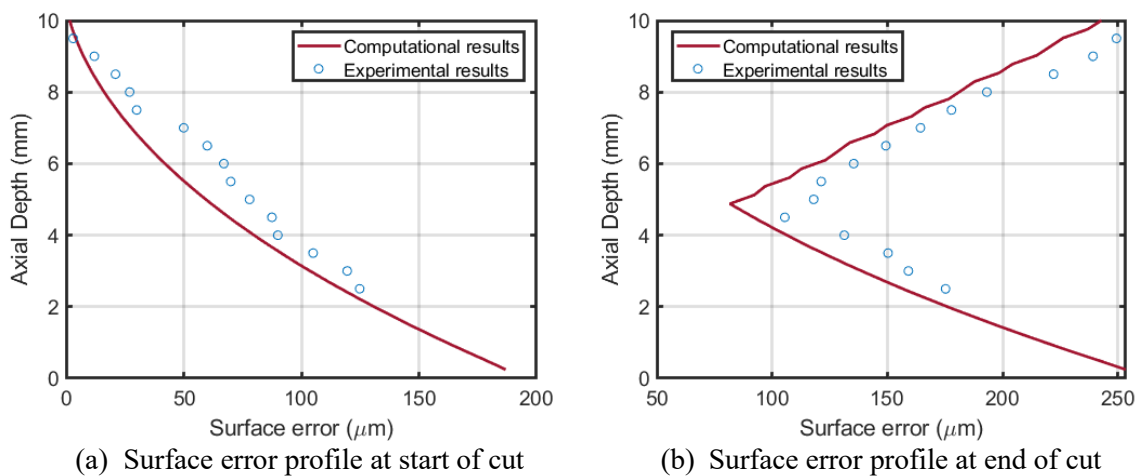 10
8
6
4
2
0
Axial Depth (mm)
Computational results
Experimental results
0 50 100 150 200
Surface error (μm)
(a) Surface error profile at start of cut
10
8
6
4
2
0
Axial Depth (mm)
Computational results
Experimental results
50 100 150 200 250
Surface error (μm)
(b) Surface error profile at end of cut